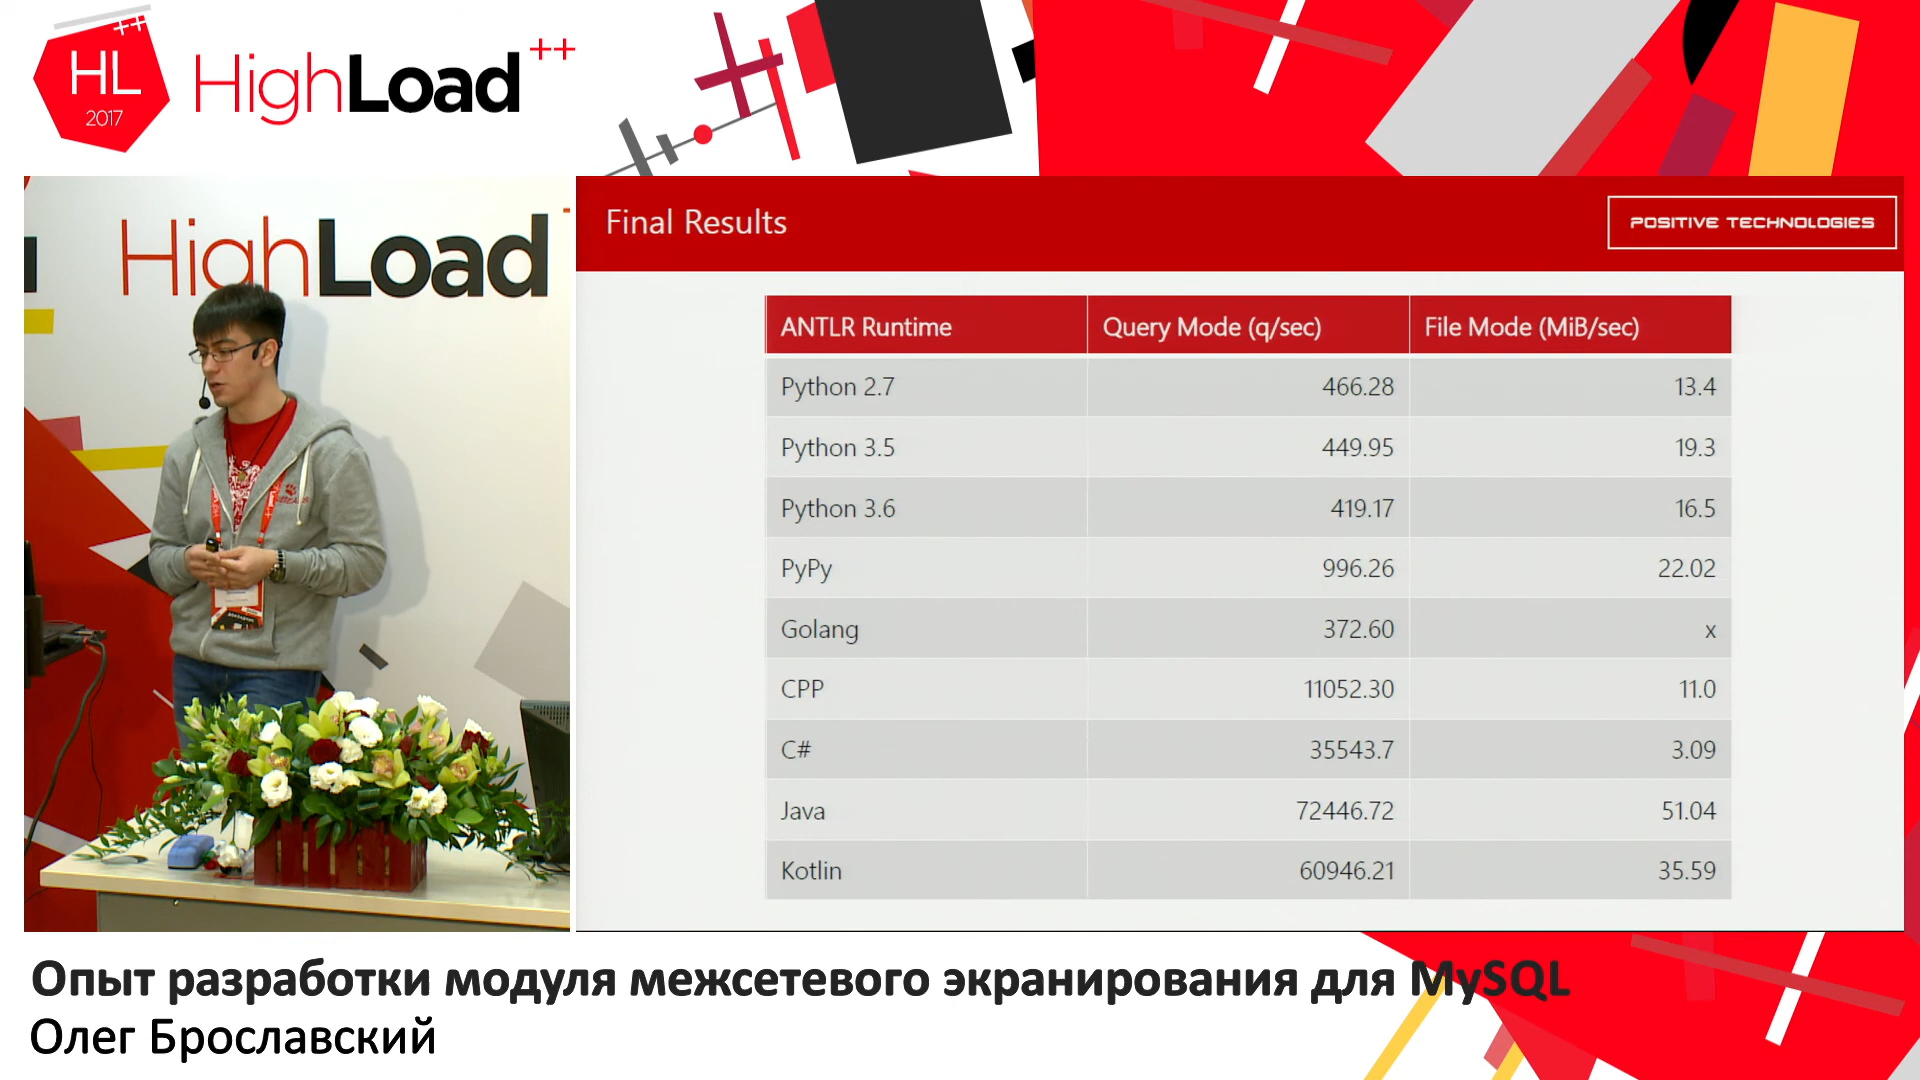 ++
HL
2017
HighLoad++
HighLoad
Final Results
POSITIVE TECHNOLOGIES
ANTLR Runtime Query Mode (q/sec) File Mode (MiB/sec)
Python 2.7 466.28 13.4
Python 3.5 449.95 19.3
Python 3.6 419.17 16.5
PyPy 996.26 22.02
Golang 372.60 x
CPP 11052.30 11.0
C# 35543.7 3.09
Java 72446.72 51.04
Kotlin 60946.21 35.59
Опыт разработки модуля межсетевого экранирования для MySQL
Олег Брославский